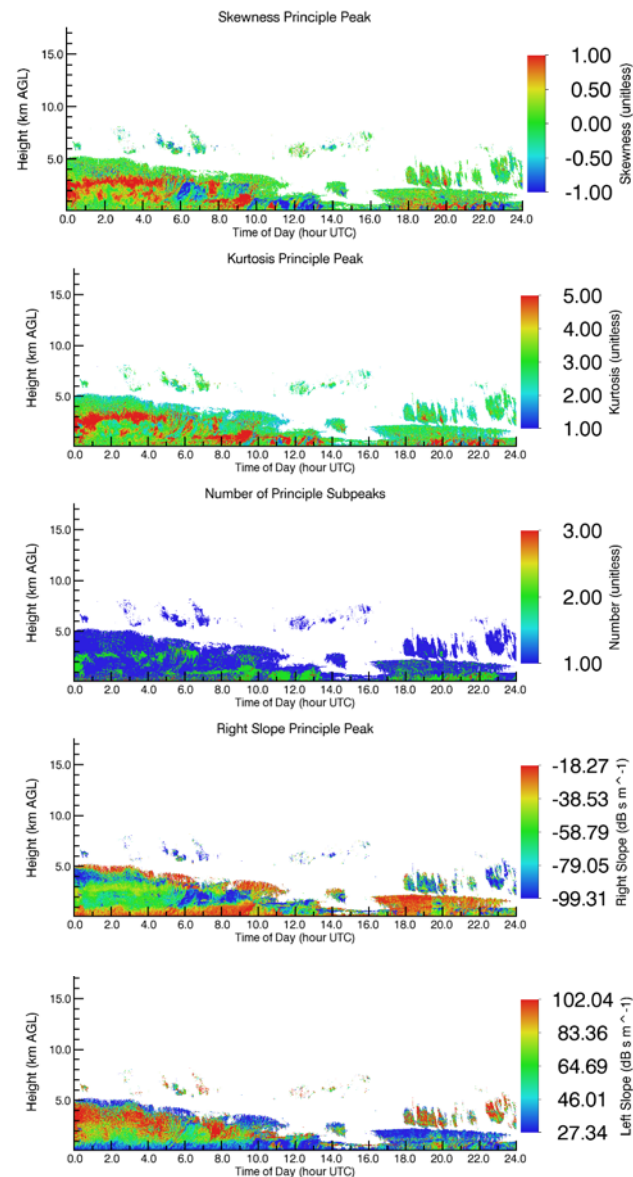 Skewness Principle Peak
15.0
10.0
5.0
Height (km AGL)
0.0 2.0 4.0 6.0 8.0 10.0 12.0 14.0 16.0 18.0 20.0 22.0 24.0
Time of Day (hour UTC)
1.00
0.50
0.00
-0.50
-1.00
Skewness (unitless)
Kurtosis Principle Peak
15.0
10.0
5.0
Height (km AGL)
0.0 2.0 4.0 6.0 8.0 10.0 12.0 14.0 16.0 18.0 20.0 22.0 24.0
Time of Day (hour UTC)
5.00
4.00
3.00
2.00
1.00
Kurtosis (unitless)
Number of Principle Subpeaks
15.0
10.0
5.0
Height (km AGL)
0.0 2.0 4.0 6.0 8.0 10.0 12.0 14.0 16.0 18.0 20.0 22.0 24.0
Time of Day (hour UTC)
3.00
2.00
1.00
Number (unitless)
Right Slope Principle Peak
15.0
10.0
5.0
Height (km AGL)
0.0 2.0 4.0 6.0 8.0 10.0 12.0 14.0 16.0 18.0 20.0 22.0 24.0
Time of Day (hour UTC)
-18.27
-38.53
-58.79
-79.05
-99.31
Right Slope (dB s m^-1)
15.0
10.0
5.0
Height (km AGL)
0.0 2.0 4.0 6.0 8.0 10.0 12.0 14.0 16.0 18.0 20.0 22.0 24.0
Time of Day (hour UTC)
102.04
83.36
64.69
46.01
27.34
Left Slope (dB s m^-1)